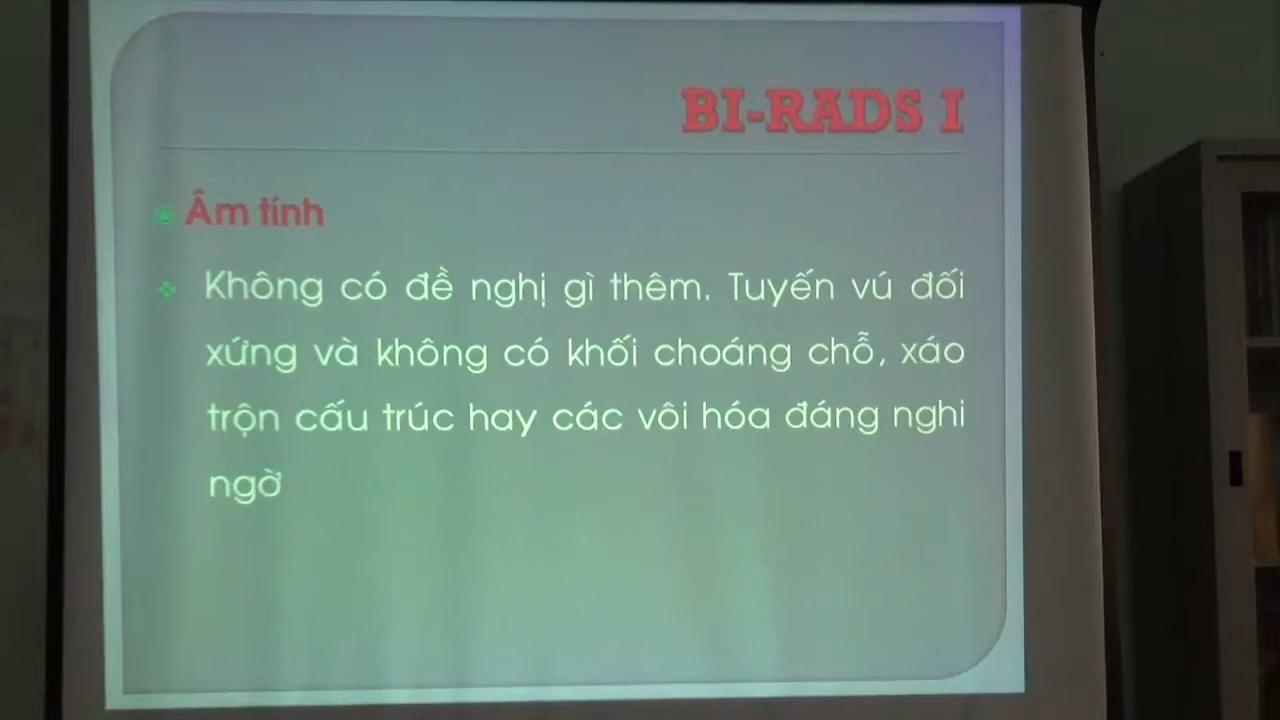 BI-RADS I
Âm tính
Không có đề nghị gì thêm. Tuyến vú đối
xứng và không có khối choáng chỗ, xáo
trộn cấu trúc hay các vôi hóa đáng nghi
ngờ